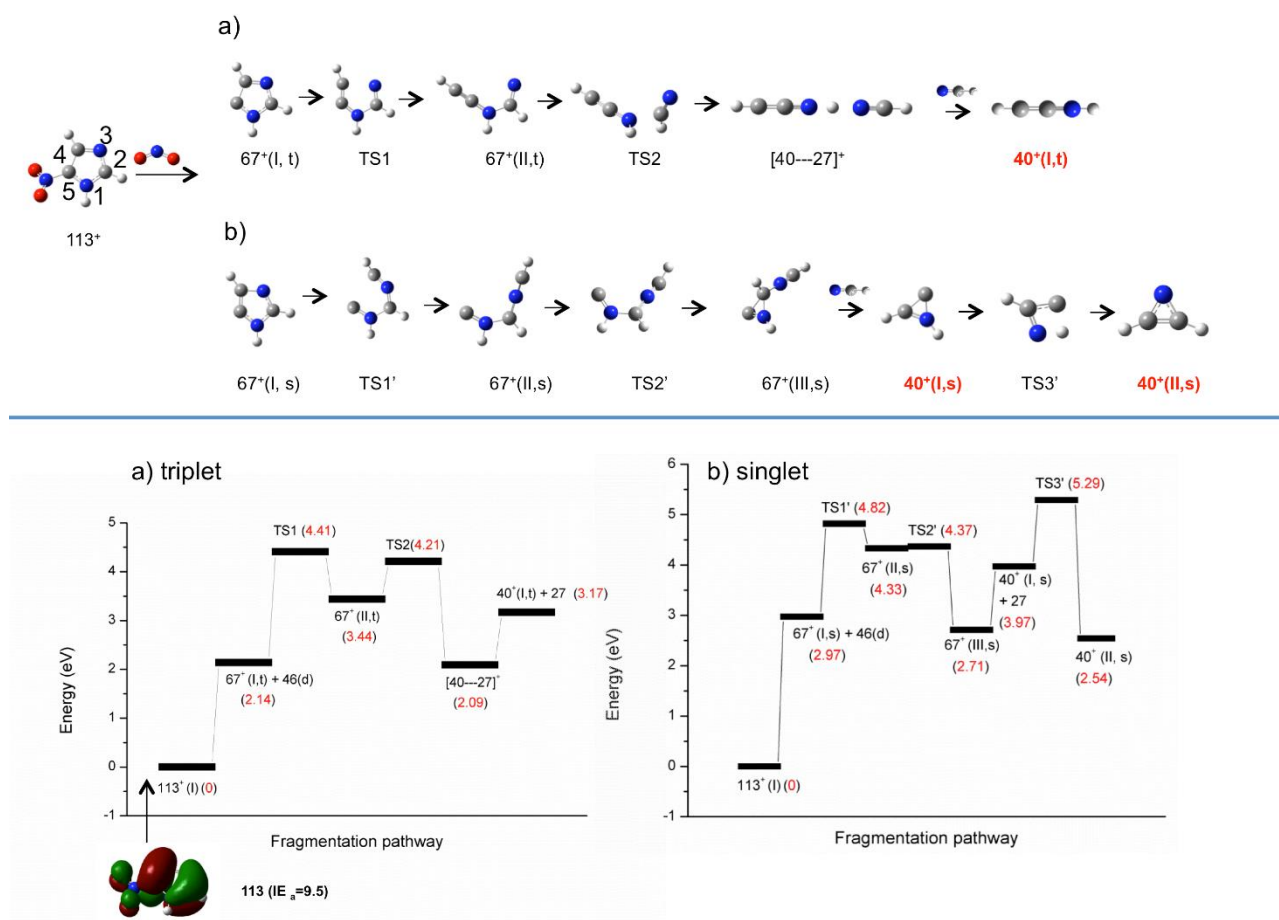 a)
67⁺(I, t) TS1 67⁺(II,t) TS2 [40---27]⁺ 40⁺(I,t)
3
4 2
5 1
113⁺
b)
67⁺(I, s) TS1' 67⁺(II,s) TS2' 67⁺(III,s) 40⁺(I,s) TS3' 40⁺(II,s)
a) triplet
Energy (eV)
5
4
3
2
1
0
-1
TS1 (4.41)
TS2(4.21)
67⁺ (II,t)
(3.44)
40⁺(I,t) + 27 (3.17)
67⁺ (I,t) + 46(d)
(2.14)
[40---27]⁺
(2.09)
113⁺ (I) (0)
Fragmentation pathway
113 (IE ₐ=9.5)
b) singlet
Energy (eV)
6
5
4
3
2
1
0
-1
TS3' (5.29)
TS1' (4.82)
TS2' (4.37)
67⁺ (II,s)
(4.33)
40⁺ (I, s)
+ 27
(3.97)
67⁺ (I,s) + 46(d)
(2.97)
67⁺ (III,s)
(2.71)
40⁺ (II, s)
(2.54)
113⁺ (I) (0)
Fragmentation pathway